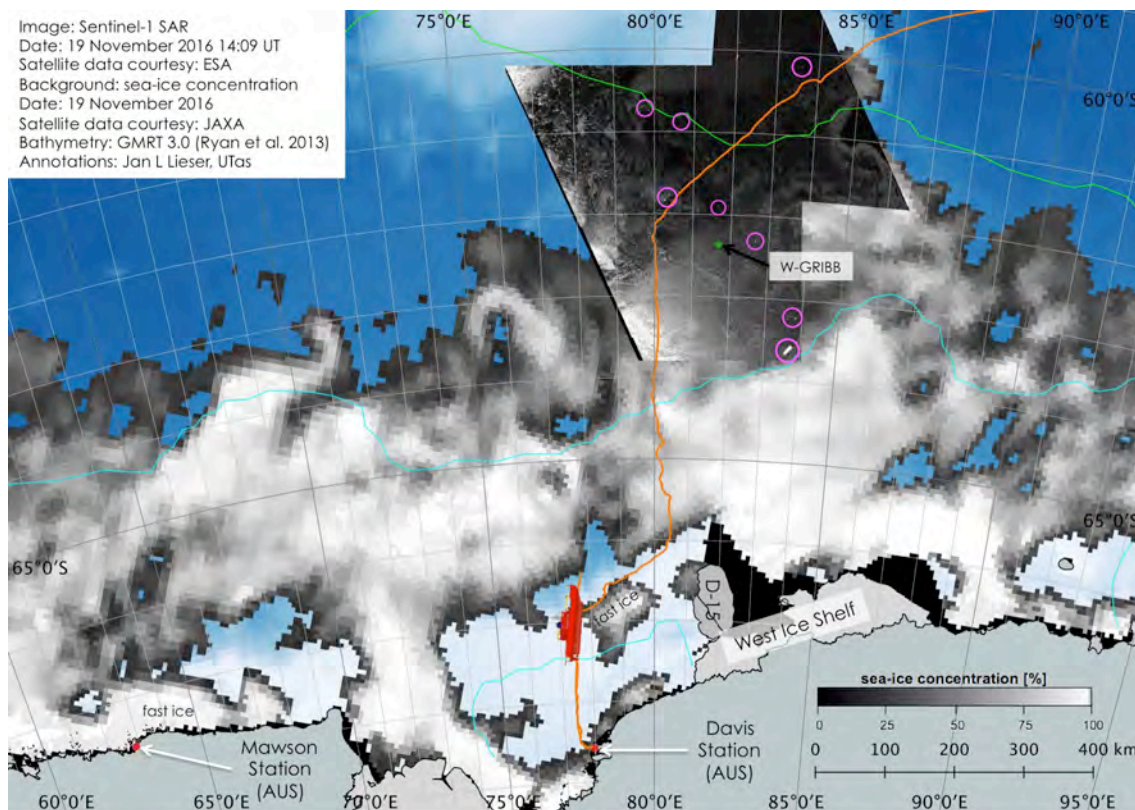 Image: Sentinel-1 SAR
Date: 19 November 2016 14:09 UT
Satellite data courtesy: ESA
Background: sea-ice concentration
Date: 19 November 2016
Satellite data courtesy: JAXA
Bathymetry: GMRT 3.0 (Ryan et al. 2013)
Annotations: Jan L Lieser, UTas
75°0'E
80°0'E
85°0'E
90°0'E
60°0'S
W-GRIBB
65°0'S
65°0'S
fast ice
D-15
West Ice Shelf
sea-ice concentration [%]
0 25 50 75 100
0 100 200 300 400 km
fast ice
Mawson
Station
(AUS)
Davis
Station
(AUS)
60°0'E
65°0'E
70°0'E
75°0'E
80°0'E
85°0'E
90°0'E
95°0'E